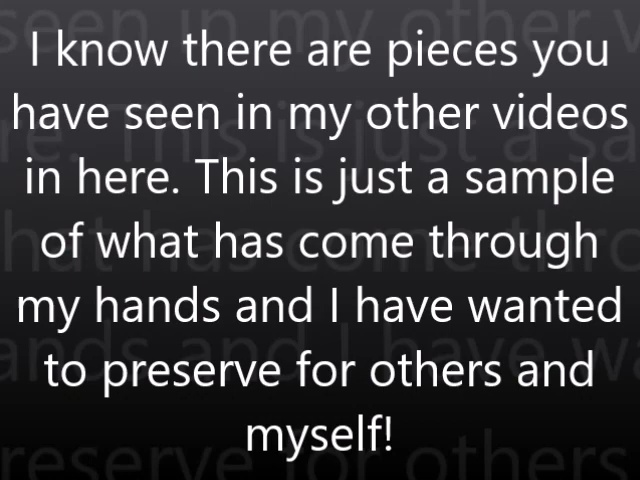 I know there are pieces you
have seen in my other videos
in here. This is just a sample
of what has come through
my hands and I have wanted
to preserve for others and
myself!